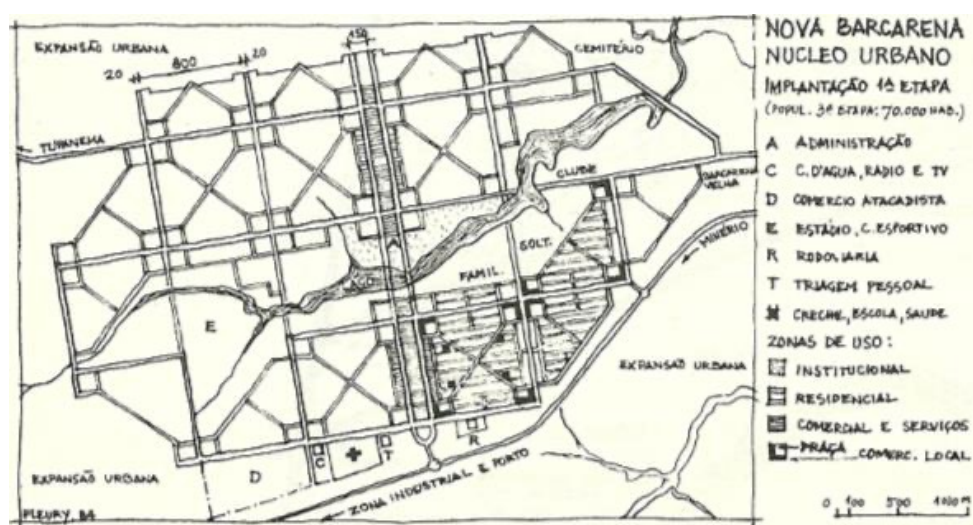 EXPANSÃO URBANA
20
800
20
150
CEMITÉRIO
TUPANEMA
CLUBE
BARCARENA
VELHA
GOLT.
MINÉRIO
FAMIL.
E
EXPANSÃO URBANA
EXPANSÃO URBANA
D
C
T
R
ZONA INDUSTRIAL E PORTO
FLEURY, 84
NOVA BARCARENA
NUCLEO URBANO
IMPLANTAÇÃO 1ª ETAPA
(POPUL. 3ª ETAPA: 70.000 HAB.)
A ADMINISTRAÇÃO
C C. D'AGUA, RADIO E TV
D COMERCIO ATACADISTA
E ESTÁDIO, C. ESPORTIVO
R RODOVIARIA
T TRIAGEM PESSOAL
CRECHE, ESCOLA, SAUDE
ZONAS DE USO:
INSTITUCIONAL
RESIDENCIAL
COMERCIAL E SERVIÇOS
PRAÇA COMERC. LOCAL
0 100 500 1000 M